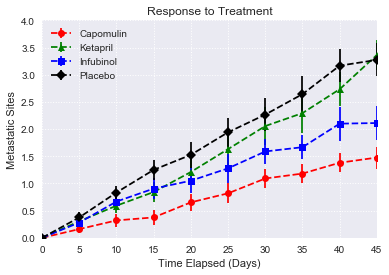 Response to Treatment
Capomulin
Ketapril
Infubinol
Placebo
Metastatic Sites
4.0
3.5
3.0
2.5
2.0
1.5
1.0
0.5
0.0
0 5 10 15 20 25 30 35 40 45
Time Elapsed (Days)